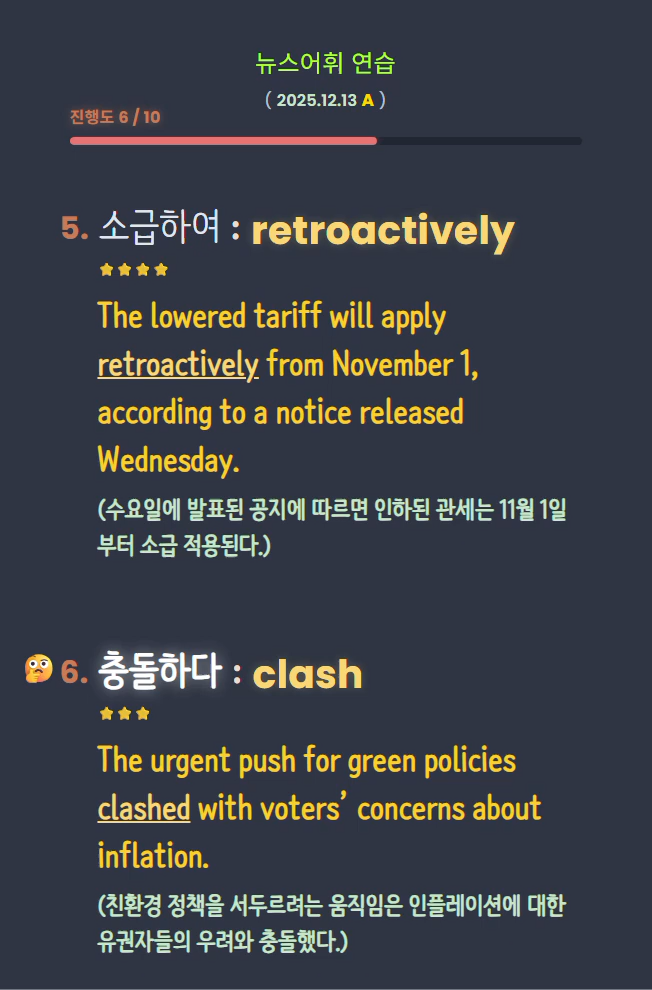 뉴스어휘 연습
( 2025.12.13 A )
진행도 6 / 10
5. 소급하여 : retroactively
The lowered tariff will apply
retroactively from November 1,
according to a notice released
Wednesday.
(수요일에 발표된 공지에 따르면 인하된 관세는 11월 1일
부터 소급 적용된다.)
6. 충돌하다 : clash
The urgent push for green policies
clashed with voters’ concerns about
inflation.
(친환경 정책을 서두르려는 움직임은 인플레이션에 대한
유권자들의 우려와 충돌했다.)